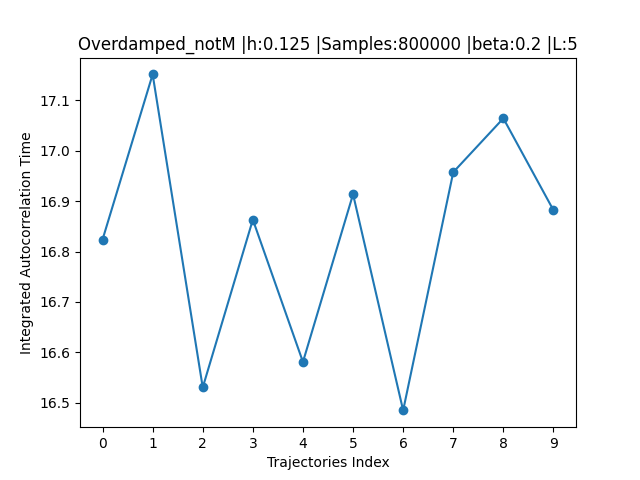 Overdamped_notM |h:0.125 |Samples:800000 |beta:0.2 |L:5
17.1
17.0
16.9
16.8
16.7
16.6
16.5
Integrated Autocorrelation Time
0 1 2 3 4 5 6 7 8 9
Trajectories Index